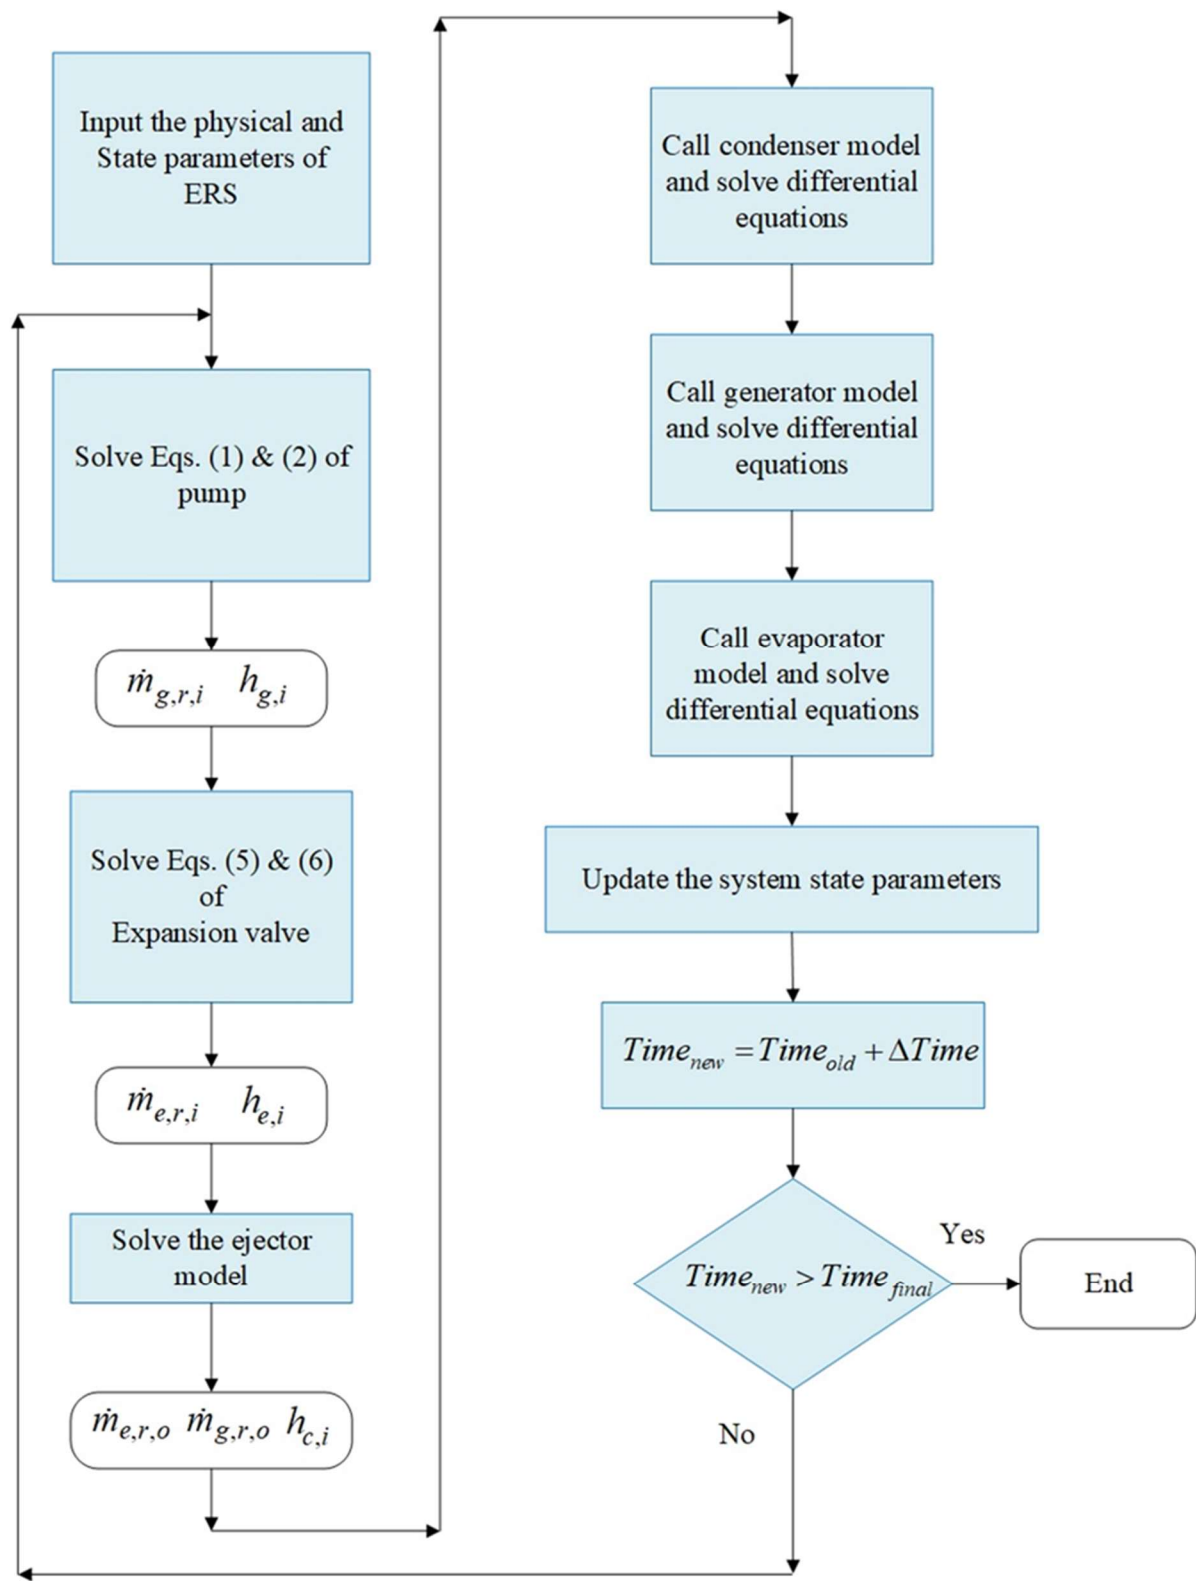 Input the physical and
State parameters of
ERS
Solve Eqs. (1) & (2) of
pump
ṁg,r,i hg,i
Solve Eqs. (5) & (6)
of
Expansion valve
ṁe,r,i he,i
Solve the ejector
model
ṁe,r,o ṁg,r,o hc,i
Call condenser model
and solve differential
equations
Call generator model
and solve differential
equations
Call evaporator
model and solve
differential equations
Update the system state parameters
Timenew = Timeold + ΔTime
Timenew > Timefinal
Yes
End
No